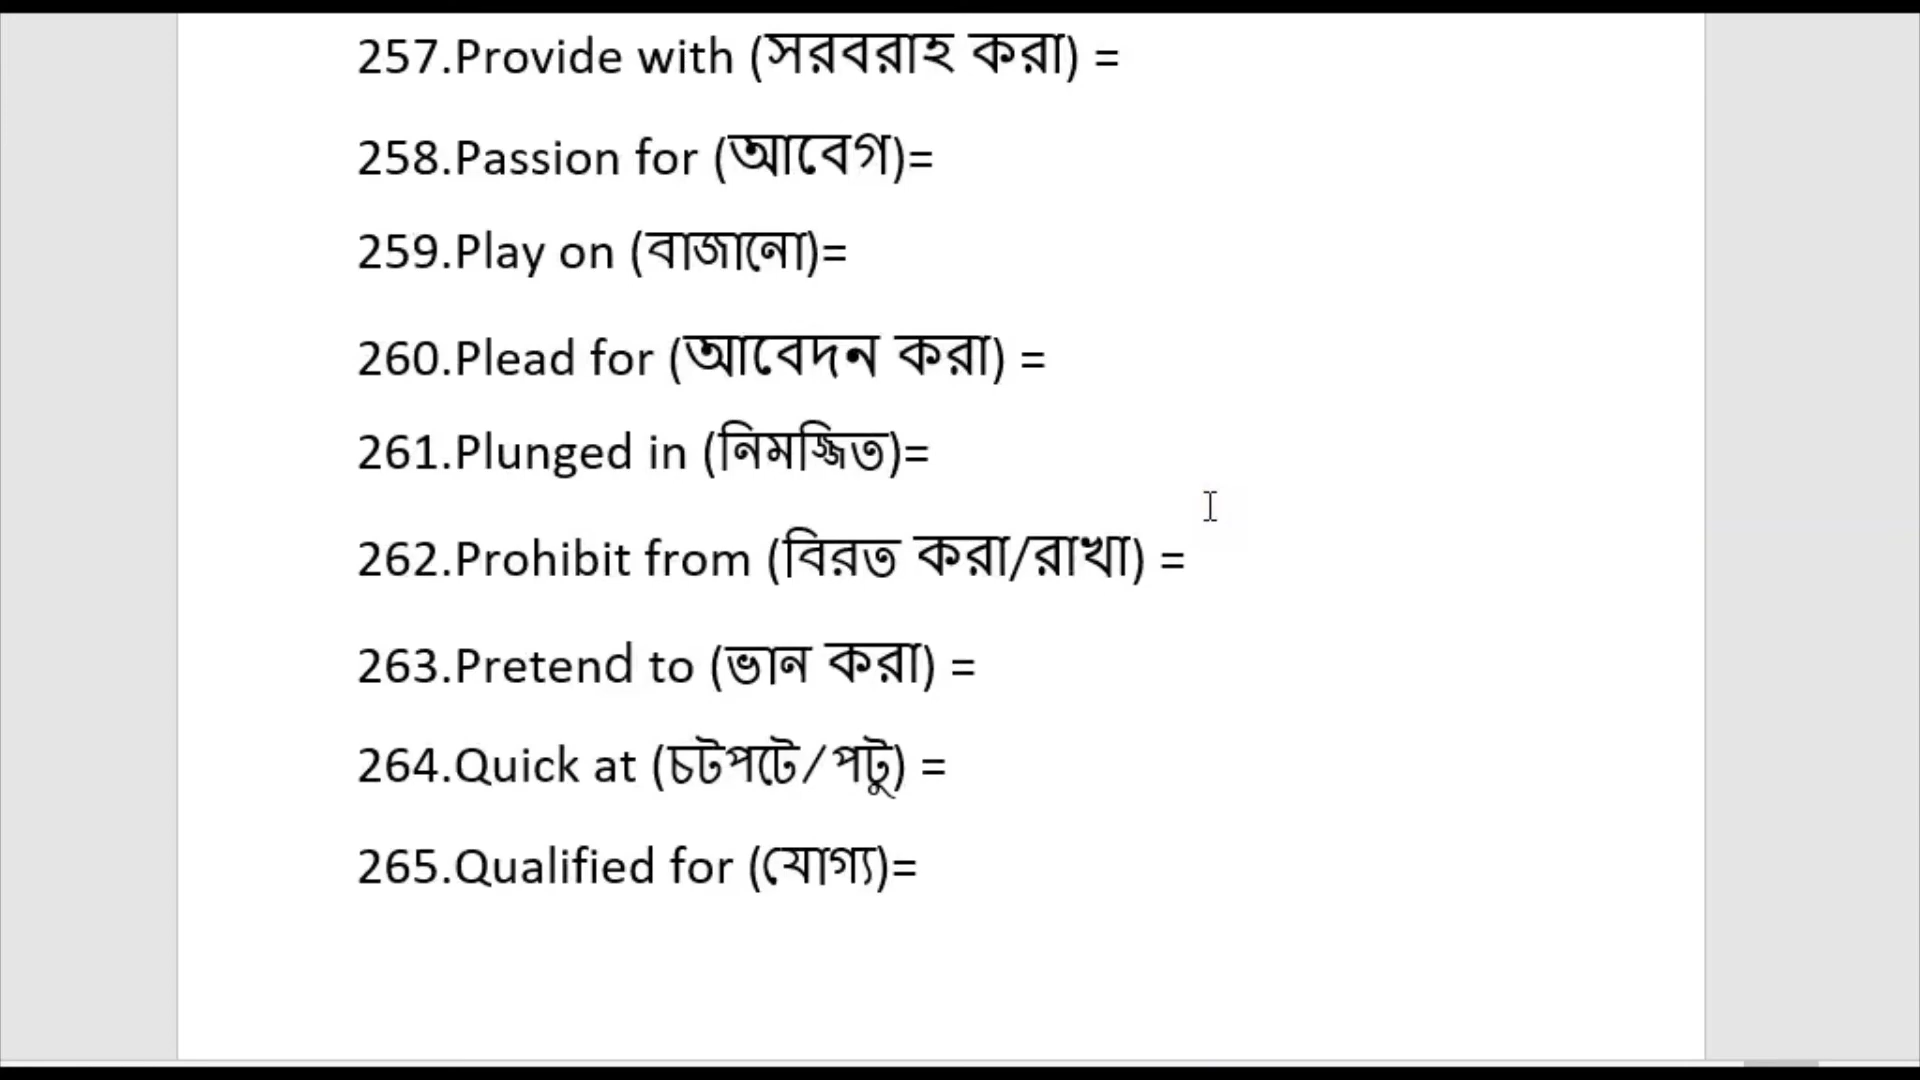 257.Provide with (সরবরাহ করা) =
258.Passion for (আবেগ)=
259.Play on (বাজানো)=
260.Plead for (আবেদন করা) =
261.Plunged in (নিমজ্জিত)=
262.Prohibit from (বিরত করা/রাখা) =
263.Pretend to (ভান করা) =
264.Quick at (চটপটে/পটু) =
265.Qualified for (যোগ্য)=